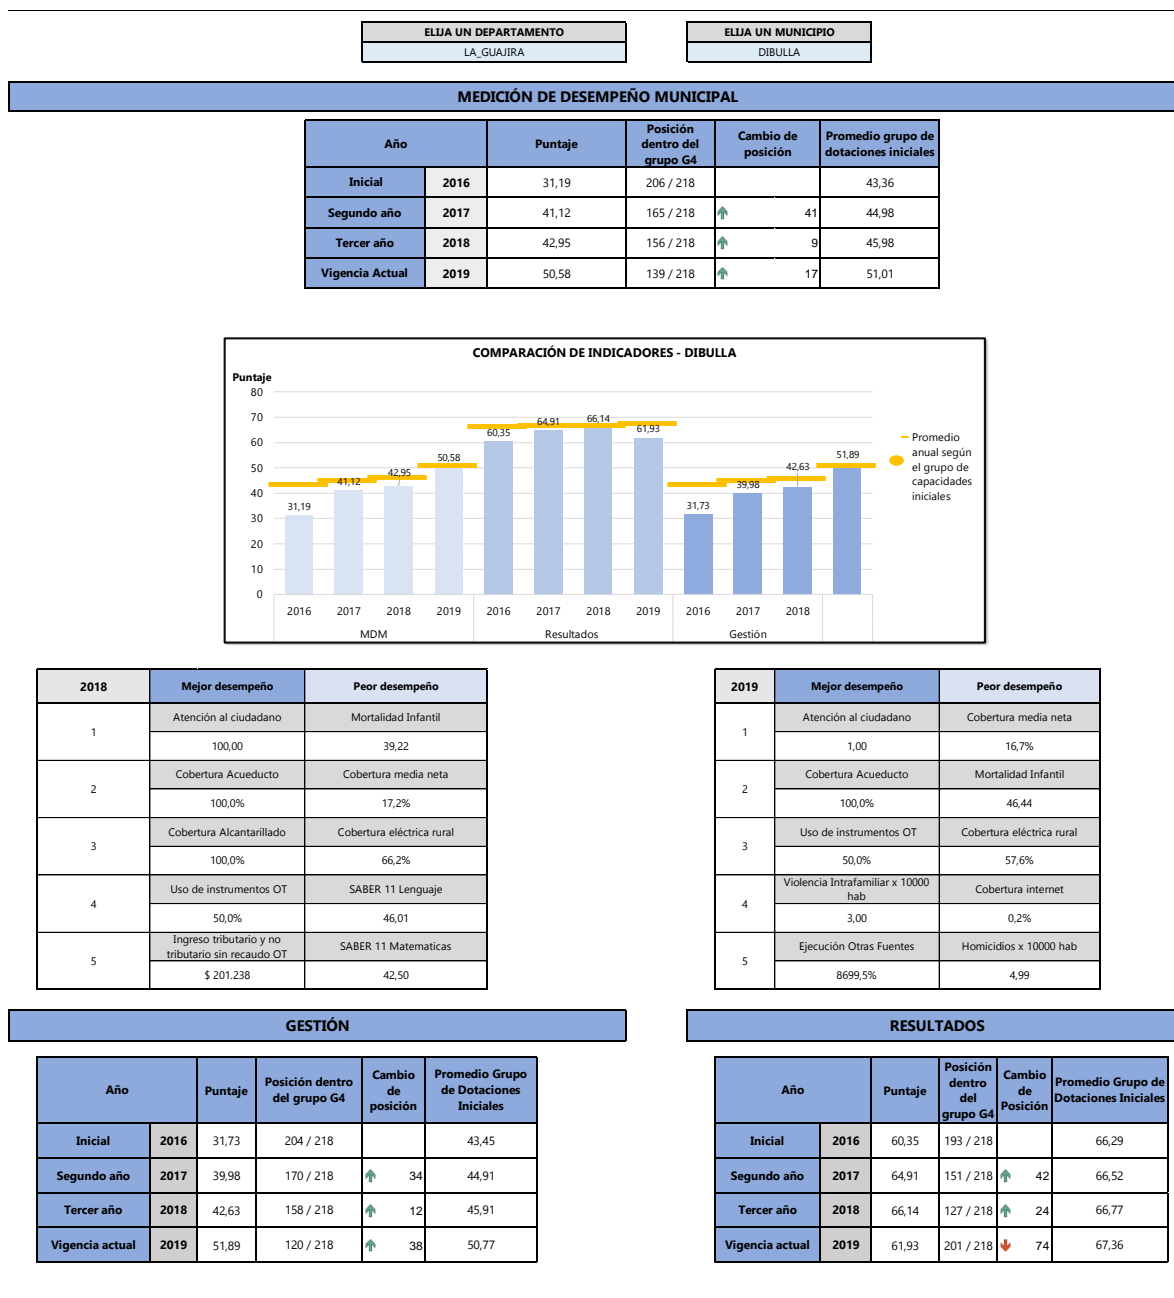 ELIJA UN DEPARTAMENTO
LA_GUAJIRA
ELIJA UN MUNICIPIO
DIBULLA
MEDICIÓN DE DESEMPEÑO MUNICIPAL
Año Puntaje Posición dentro del grupo G4 Cambio de posición Promedio grupo de dotaciones iniciales
Inicial 2016 31,19 206 / 218 43,36
Segundo año 2017 41,12 165 / 218 41 44,98
Tercer año 2018 42,95 156 / 218 9 45,98
Vigencia Actual 2019 50,58 139 / 218 17 51,01
COMPARACIÓN DE INDICADORES - DIBULLA
Puntaje
80
70
60
50
40
30
20
10
0
31,19 41,12 42,95 50,58 60,35 64,91 66,14 61,93 31,73 39,98 42,63 51,89
2016 2017 2018 2019 2016 2017 2018 2019 2016 2017 2018
MDM Resultados Gestión
Promedio
anual según
el grupo de
capacidades
iniciales
2018 Mejor desempeño Peor desempeño
1
Atención al ciudadano Mortalidad Infantil
100,00 39,22
2
Cobertura Acueducto Cobertura media neta
100,0% 17,2%
3
Cobertura Alcantarillado Cobertura eléctrica rural
100,0% 66,2%
4
Uso de instrumentos OT SABER 11 Lenguaje
50,0% 46,01
5
Ingreso tributario y no
tributario sin recaudo OT SABER 11 Matematicas
$ 201.238 42,50
2019 Mejor desempeño Peor desempeño
1
Atención al ciudadano Cobertura media neta
1,00 16,7%
2
Cobertura Acueducto Mortalidad Infantil
100,0% 46,44
3
Uso de instrumentos OT Cobertura eléctrica rural
50,0% 57,6%
4
Violencia Intrafamiliar x 10000
hab Cobertura internet
3,00 0,2%
5
Ejecución Otras Fuentes Homicidios x 10000 hab
8699,5% 4,99
GESTIÓN
Año Puntaje Posición dentro del grupo G4 Cambio de posición Promedio Grupo de Dotaciones Iniciales
Inicial 2016 31,73 204 / 218 43,45
Segundo año 2017 39,98 170 / 218 34 44,91
Tercer año 2018 42,63 158 / 218 12 45,91
Vigencia actual 2019 51,89 120 / 218 38 50,77
RESULTADOS
Año Puntaje Posición dentro del grupo G4 Cambio de Posición Promedio Grupo de Dotaciones Iniciales
Inicial 2016 60,35 193 / 218 66,29
Segundo año 2017 64,91 151 / 218 42 66,52
Tercer año 2018 66,14 127 / 218 24 66,77
Vigencia actual 2019 61,93 201 / 218 74 67,36